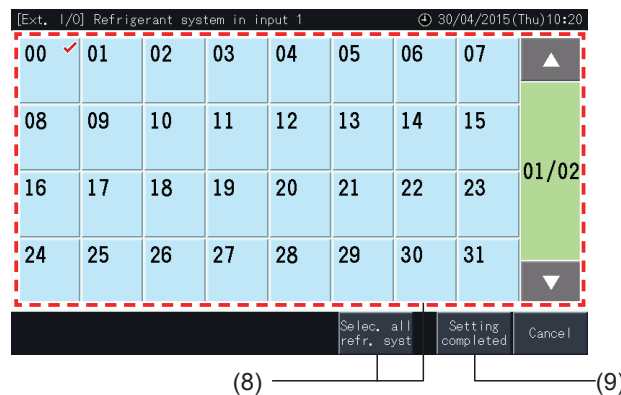 [Ext. I/O] Refrigerant system in input 1 30/04/2015(Thu)10:20
00 01 02 03 04 05 06 07
08 09 10 11 12 13 14 15
01/02
16 17 18 19 20 21 22 23
24 25 26 27 28 29 30 31
Selec. all Setting Cancel
refr. syst completed
(8) (9)